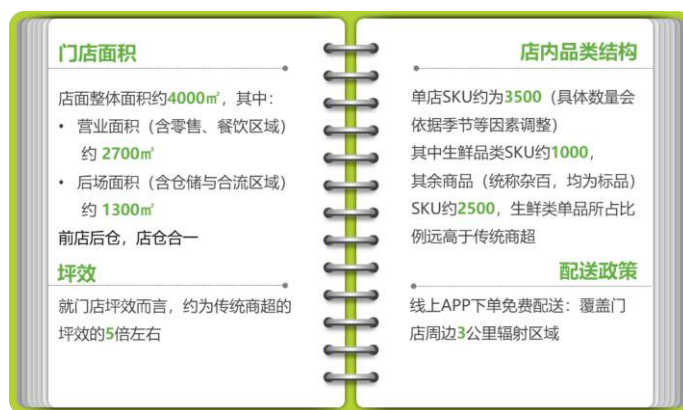 门店面积
店面整体面积约4000㎡，其中：
• 营业面积（含零售、餐饮区域）
约 2700㎡
• 后场面积（含仓储与合流区域）
约 1300㎡
前店后仓，店仓合一
坪效
就门店坪效而言，约为传统商超的
坪效的5倍左右
店内品类结构
单店SKU约为3500（具体数量会
依据季节等因素调整）
其中生鲜品类SKU约1000，
其余商品（统称杂百，均为标品）
SKU约2500，生鲜类单品所占比
例远高于传统商超
配送政策
线上APP下单免费配送：覆盖门
店周边3公里辐射区域